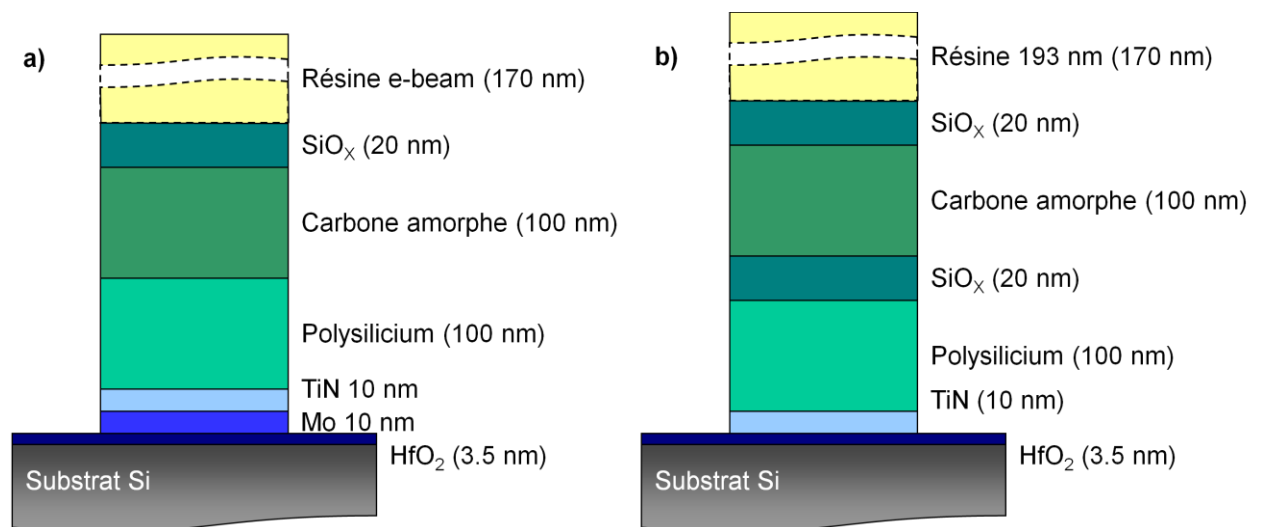 a)
Résine e-beam (170 nm)
SiOX (20 nm)
Carbone amorphe (100 nm)
Polysilicium (100 nm)
TiN 10 nm
Mo 10 nm
HfO2 (3.5 nm)
Substrat Si
b)
Résine 193 nm (170 nm)
SiOX (20 nm)
Carbone amorphe (100 nm)
SiOX (20 nm)
Polysilicium (100 nm)
TiN (10 nm)
HfO2 (3.5 nm)
Substrat Si